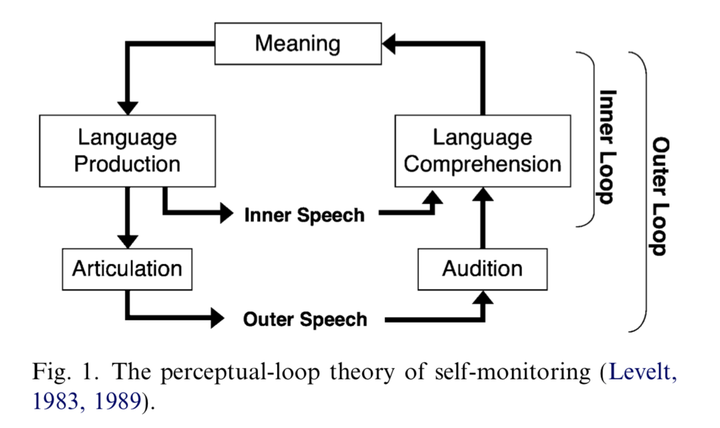 Meaning
Language
Production
Language
Comprehension
Inner Speech
Articulation
Audition
Outer Speech
Inner Loop
Outer Loop
Fig. 1. The perceptual-loop theory of self-monitoring (Levelt,
1983, 1989).